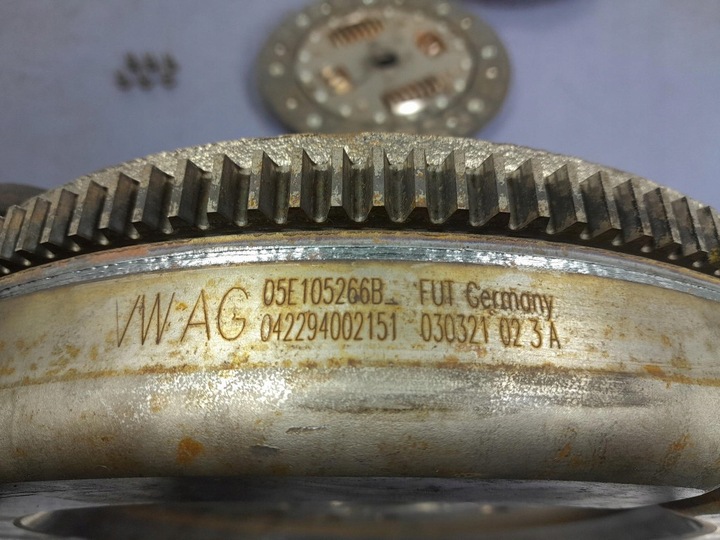 VW AG 05E105266B FUT Germany
042294002151 030321 02 3 A